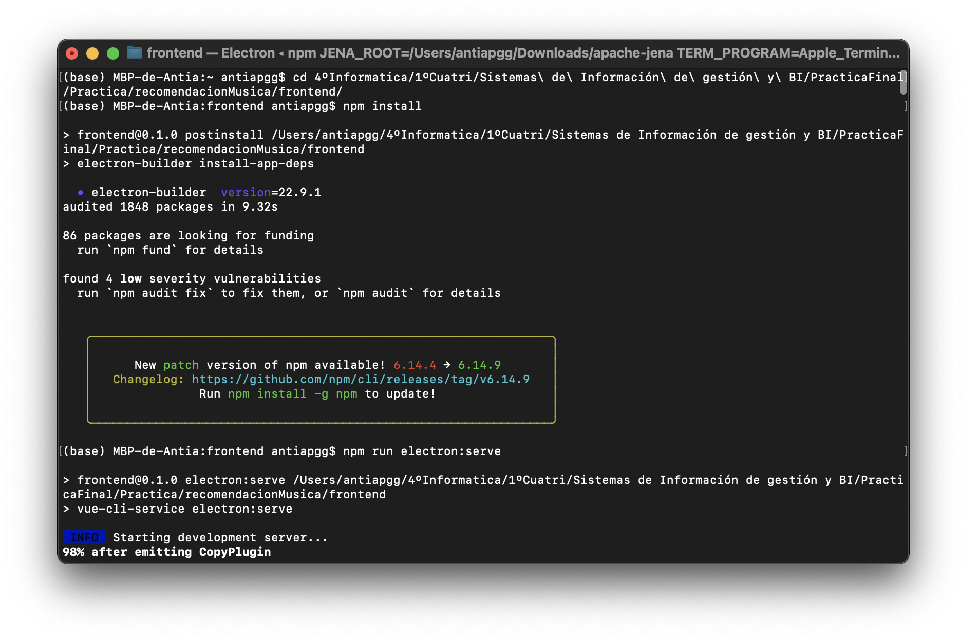 frontend — Electron ◂ npm JENA_ROOT=/Users/antiapgg/Downloads/apache-jena TERM_PROGRAM=Apple_Termin...
[(base) MBP-de-Antia:~ antiapgg$ cd 4ºInformatica/1ºCuatri/Sistemas\ de\ Información\ de\ gestión\ y\ BI/PracticaFinal]
/Practica/recomendacionMusica/frontend/
[(base) MBP-de-Antia:frontend antiapgg$ npm install ]
> frontend@0.1.0 postinstall /Users/antiapgg/4ºInformatica/1ºCuatri/Sistemas de Información de gestión y BI/PracticaF
inal/Practica/recomendacionMusica/frontend
> electron-builder install-app-deps
• electron-builder  version=22.9.1
audited 1848 packages in 9.32s
86 packages are looking for funding
run `npm fund` for details
found 4 low severity vulnerabilities
run `npm audit fix` to fix them, or `npm audit` for details
New patch version of npm available! 6.14.4 → 6.14.9
Changelog: https://github.com/npm/cli/releases/tag/v6.14.9
Run npm install -g npm to update!
[(base) MBP-de-Antia:frontend antiapgg$ npm run electron:serve ]
> frontend@0.1.0 electron:serve /Users/antiapgg/4ºInformatica/1ºCuatri/Sistemas de Información de gestión y BI/Practi
caFinal/Practica/recomendacionMusica/frontend
> vue-cli-service electron:serve
INFO Starting development server...
98% after emitting CopyPlugin